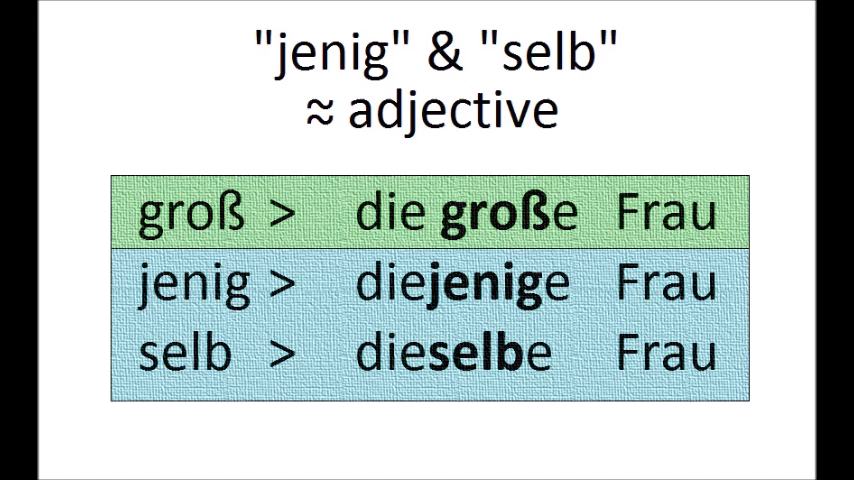 "jenig" & "selb"
≈ adjective
groß > die große Frau
jenig > diejenige Frau
selb > dieselbe Frau